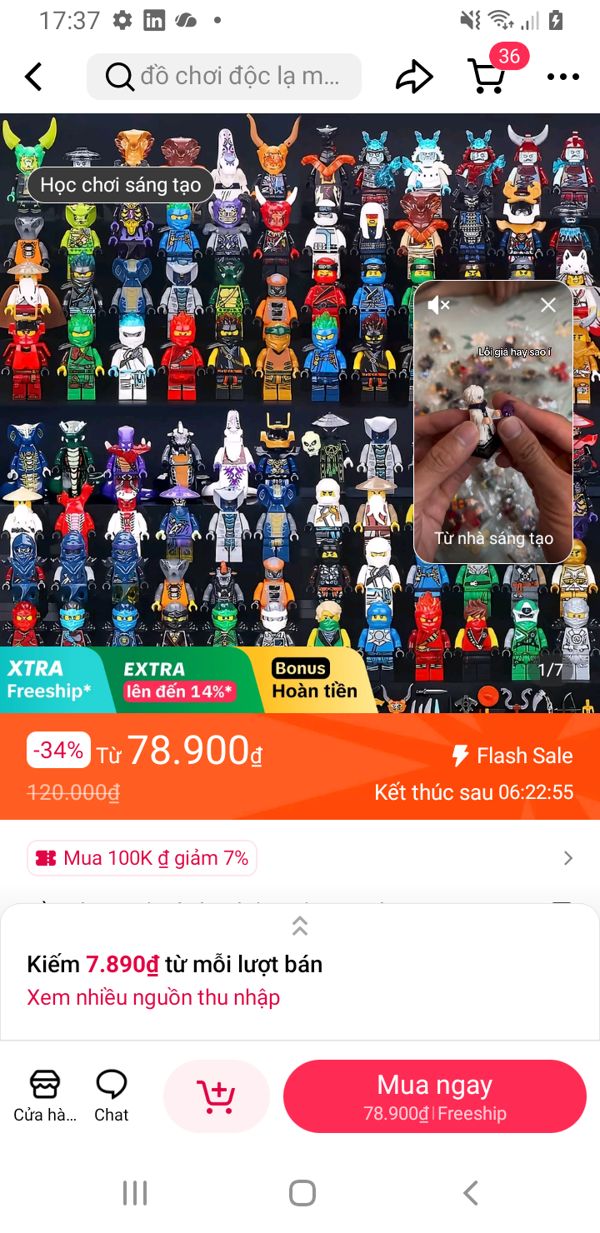 17:37
36
đồ chơi độc lạ m...
Học chơi sáng tạo
Lỗi giá hay sao í
Từ nhà sáng tạo
XTRA
Freeship*
EXTRA
lên đến 14%*
Bonus
Hoàn tiền
1/7
-34% Từ 78.900₫
Flash Sale
120.000₫
Kết thúc sau 06:22:55
Mua 100K ₫ giảm 7%
Kiếm 7.890₫ từ mỗi lượt bán
Xem nhiều nguồn thu nhập
Cửa hà...
Chat
Mua ngay
78.900₫ | Freeship